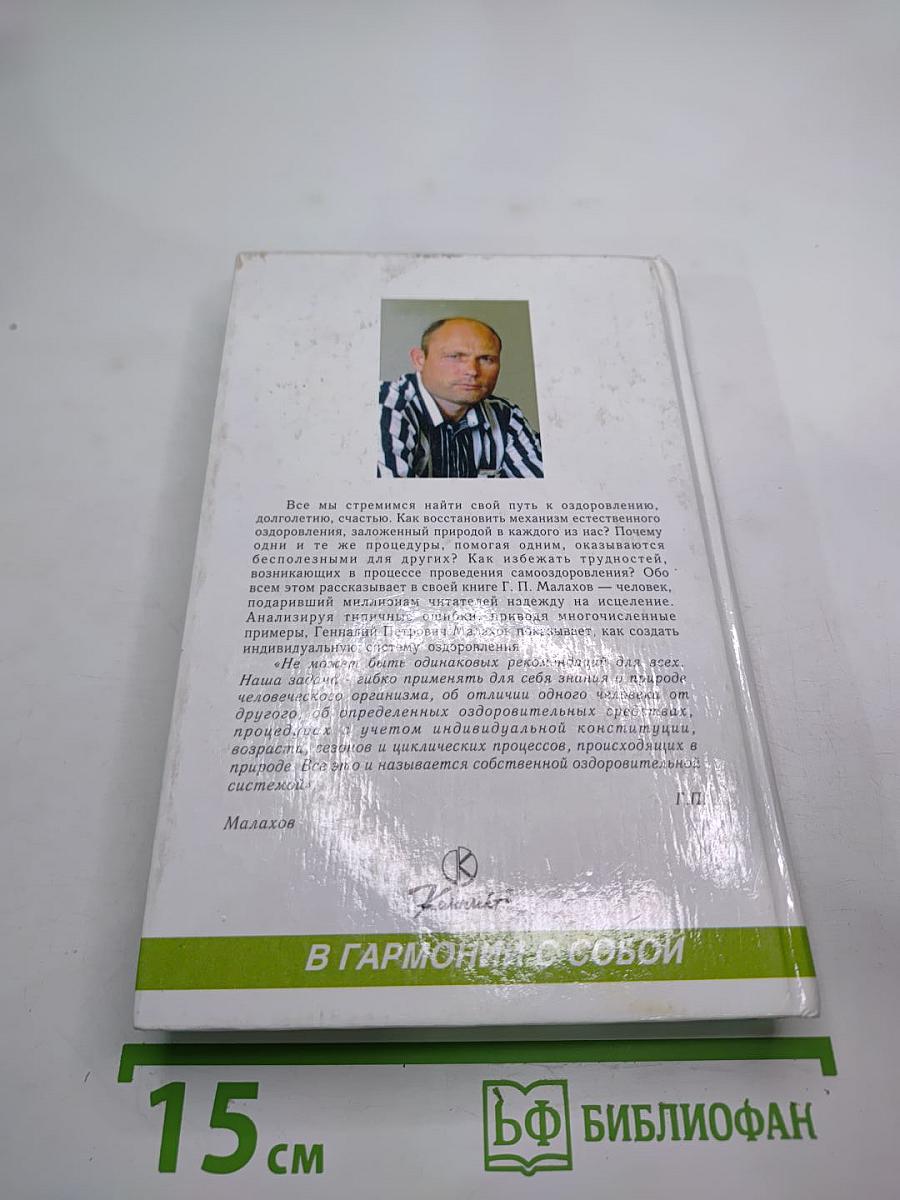 Все мы стремимся найти свой путь к оздоровлению,
долголетию, счастью. Как восстановить механизм естественного
оздоровления, заложенный природой в каждого из нас? Почему
одни и те же процедуры, помогая одним, оказываются
бесполезными для других? Как избежать трудностей,
возникающих в процессе проведения самооздоровления? Обо
всем этом рассказывает в своей книге Г. П. Малахов — человек,
подаривший миллионам читателей надежду на исцеление.
Анализируя типичные ошибки, приводя многочисленные
примеры, Геннадий Петрович Малахов показывает, как создать
индивидуальную систему оздоровления
«Не может быть одинаковых рекомендаций для всех.
Наша задача - гибко применять для себя знания о природе
человеческого организма, об отличии одного человека от
другого, об определенных оздоровительных средствах,
процедурах с учетом индивидуальной конституции,
возраста, сезонов и циклических процессов, происходящих в
природе. Все это и называется собственной оздоровительной
системой»
Г.П.
Малахов
К
"Комплект"
В ГАРМОНИИ С СОБОЙ
15 см
БФ БИБЛИОФАН